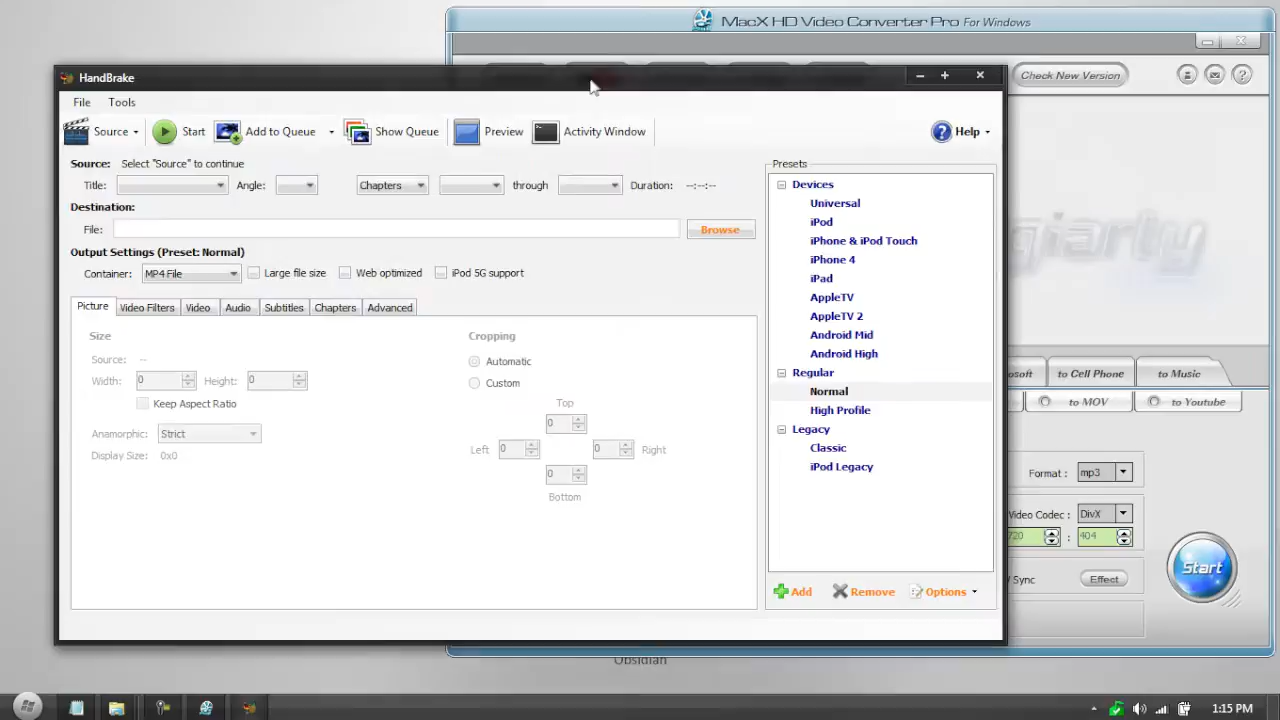 MacX HD Video Converter Pro For Windows
Check New Version
HandBrake
File Tools
Source Start Add to Queue Show Queue Preview Activity Window Help
Source: Select "Source" to continue
Title: Angle: Chapters through Duration: --:--:--
Destination:
File: Browse
Output Settings (Preset: Normal)
Container: MP4 File Large file size Web optimized iPod 5G support
Picture Video Filters Video Audio Subtitles Chapters Advanced
Size
Source: --
Width: 0 Height: 0
Keep Aspect Ratio
Anamorphic: Strict
Display Size: 0x0
Cropping
Automatic
Custom
Top
0
Left 0 0 Right
0
Bottom
Presets
Devices
Universal
iPod
iPhone & iPod Touch
iPhone 4
iPad
AppleTV
AppleTV 2
Android Mid
Android High
Regular
Normal
High Profile
Legacy
Classic
iPod Legacy
Add Remove Options
giarty
osoft to Cell Phone to Music
to MOV to Youtube
Format : mp3
Video Codec : DivX
720 : 404
Sync Effect
Start
Obsidian
1:15 PM